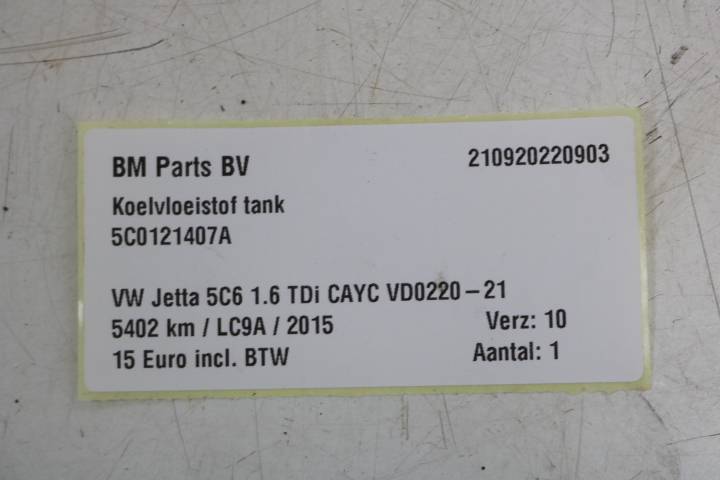 BM Parts BV 210920220903
Koelvloeistof tank
5C0121407A
VW Jetta 5C6 1.6 TDi CAYC VD0220-21
5402 km / LC9A / 2015 Verz: 10
15 Euro incl. BTW Aantal: 1